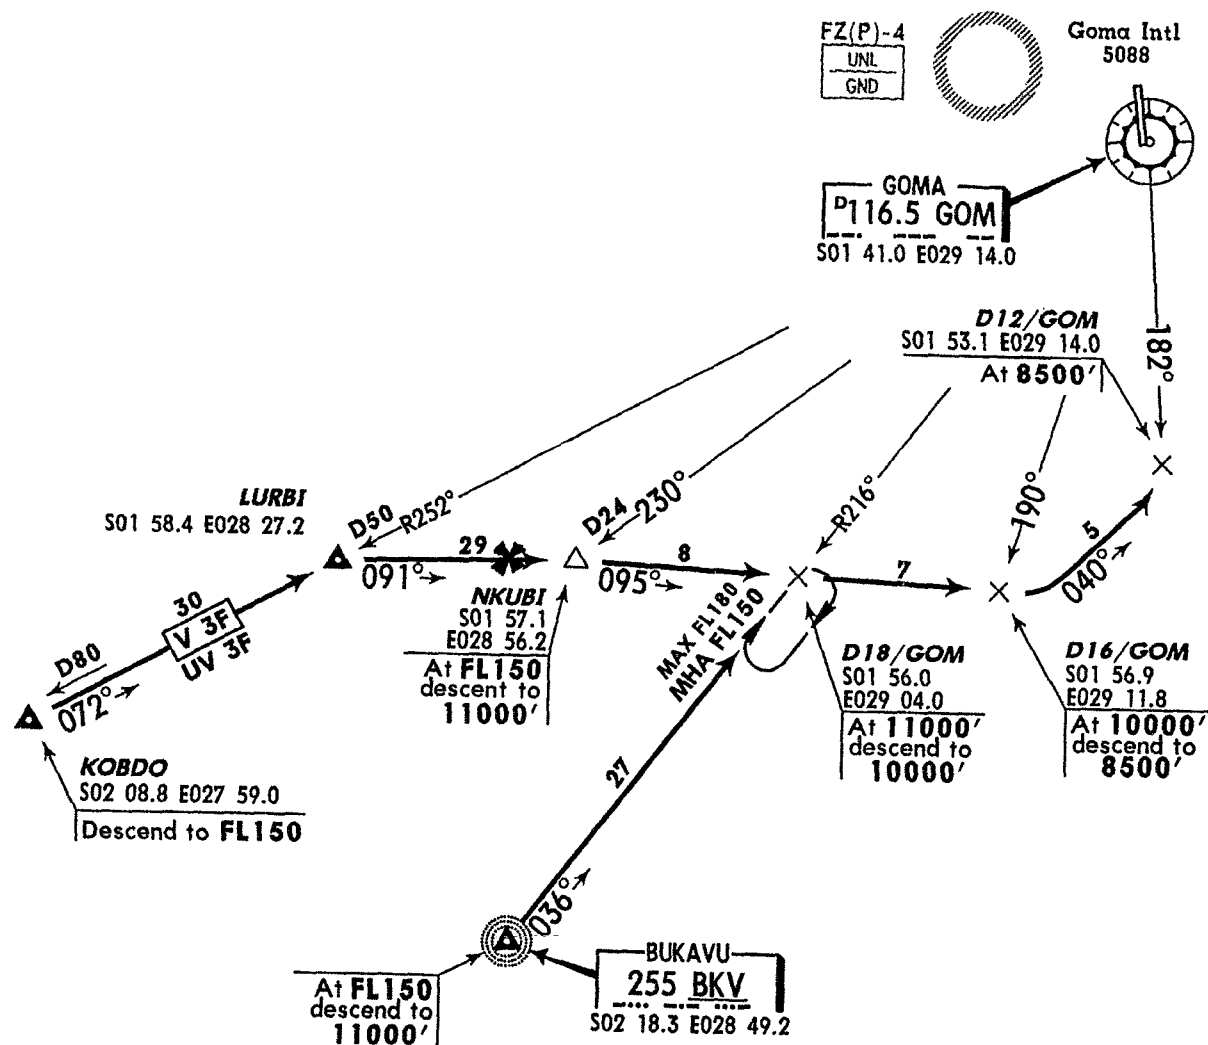 FZ(P)-4
UNL
GND
Goma Intl
5088
GOMA
D116.5 GOM
S01 41.0 E029 14.0
D12/GOM
S01 53.1 E029 14.0
At 8500'
182°
LURBI
S01 58.4 E028 27.2
D50
R252°
D24
230°
R216°
190°
29
091°
8
095°
7
5
040°
NKUBI
S01 57.1
E028 56.2
At FL150
descent to
11000'
MAX FL180
MHA FL150
D18/GOM
S01 56.0
E029 04.0
At 11000'
descend to
10000'
D16/GOM
S01 56.9
E029 11.8
At 10000'
descend to
8500'
30
V 3F
UV 3F
D80
072°
KOBDO
S02 08.8 E027 59.0
Descend to FL150
27
036°
At FL150
descend to
11000'
BUKAVU
255 BKV
S02 18.3 E028 49.2